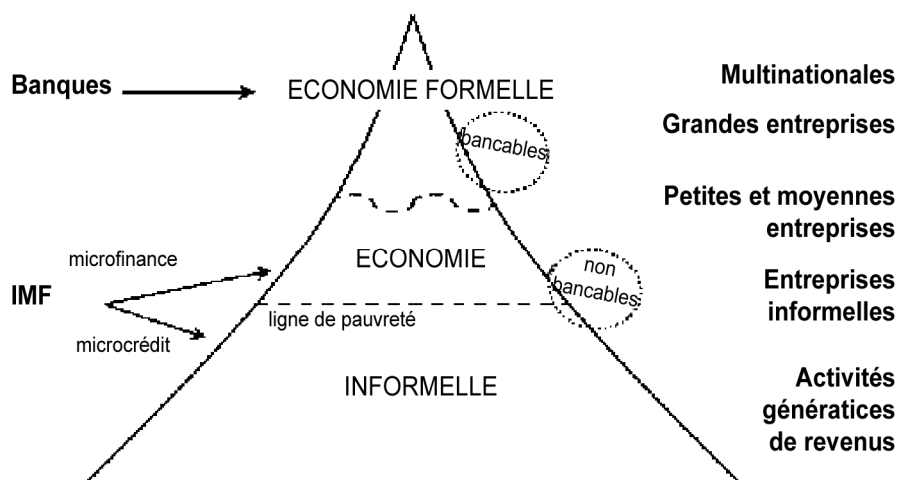 Banques
ECONOMIE FORMELLE
Multinationales
Grandes entreprises
bancables
Petites et moyennes
entreprises
microfinance
ECONOMIE
non
bancables
IMF
Entreprises
informelles
ligne de pauvreté
microcrédit
INFORMELLE
Activités
génératices
de revenus